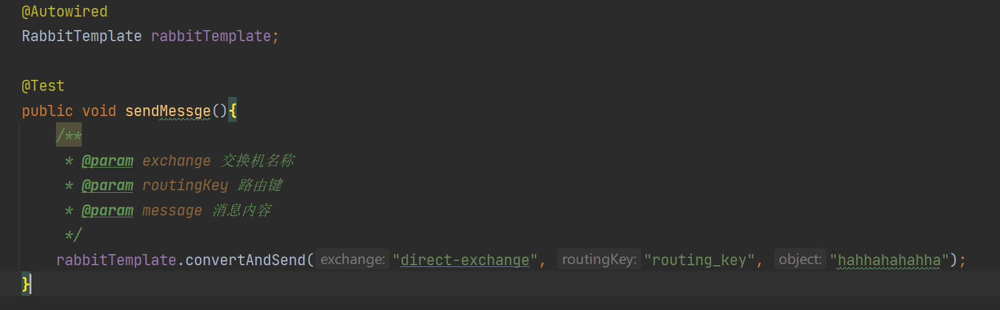 @Autowired
RabbitTemplate rabbitTemplate;
@Test
public void sendMessge(){
/**
* @param exchange 交换机名称
* @param routingKey 路由键
* @param message 消息内容
*/
rabbitTemplate.convertAndSend( exchange: "direct-exchange", routingKey: "routing_key", object: "hahhahahahha");
}